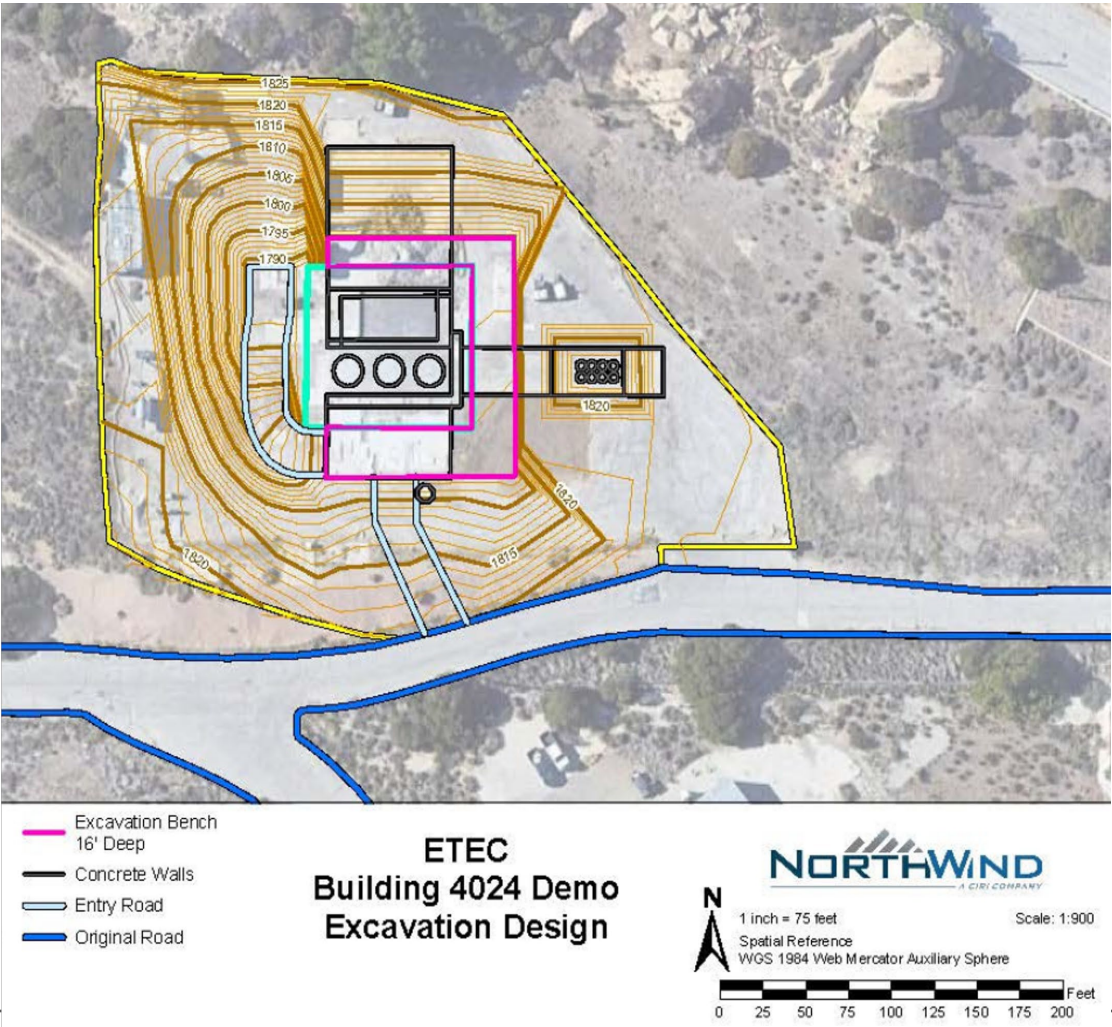 1825
1820
1815
1810
1805
1800
1795
1790
1820
1820
1820
1815
Excavation Bench
16' Deep
Concrete Walls
Entry Road
Original Road
ETEC
Building 4024 Demo
Excavation Design
NORTHWIND
A CIRI COMPANY
N
1 inch = 75 feet
Scale: 1:900
Spatial Reference
WGS 1984 Web Mercator Auxiliary Sphere
Feet
0 25 50 75 100 125 150 175 200